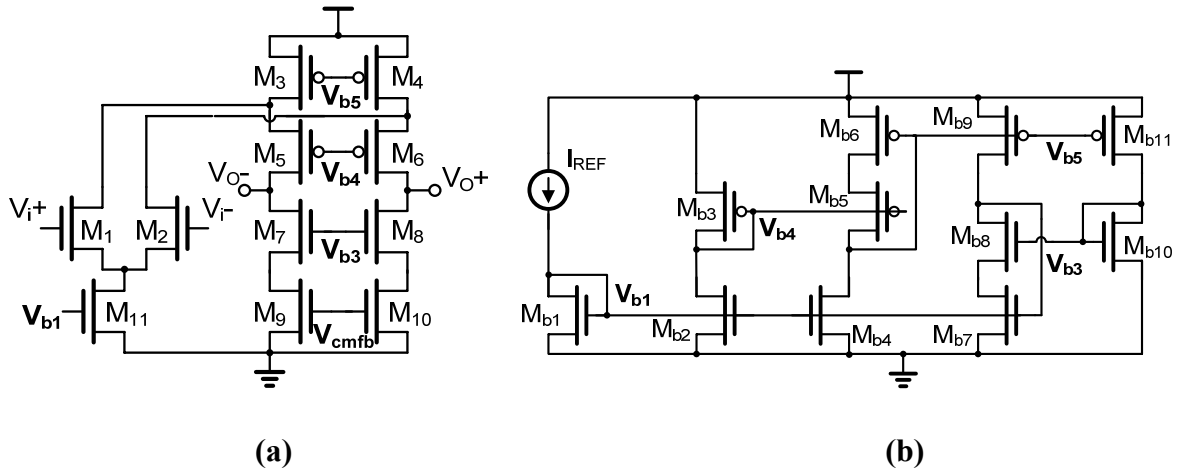 M3
M4
Vb5
M5
M6
Vb4
VO-
VO+
Vi+
M1
M2
Vi-
M7
M8
Vb3
Vb1
M11
M9
M10
Vcmfb
(a)
IREF
Mb6
Mb9
Mb11
Vb5
Mb3
Mb5
Vb4
Mb8
Mb10
Vb3
Vb1
Mb1
Mb2
Mb4
Mb7
(b)